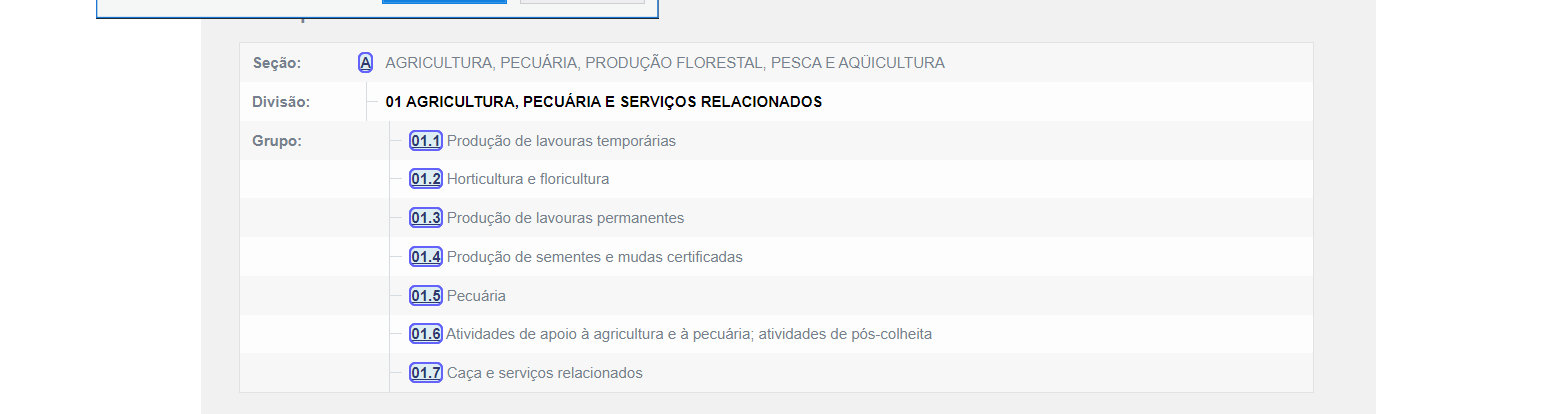 Seção: A AGRICULTURA, PECUÁRIA, PRODUÇÃO FLORESTAL, PESCA E AQÜICULTURA
Divisão: 01 AGRICULTURA, PECUÁRIA E SERVIÇOS RELACIONADOS
Grupo: 01.1 Produção de lavouras temporárias
01.2 Horticultura e floricultura
01.3 Produção de lavouras permanentes
01.4 Produção de sementes e mudas certificadas
01.5 Pecuária
01.6 Atividades de apoio à agricultura e à pecuária; atividades de pós-colheita
01.7 Caça e serviços relacionados